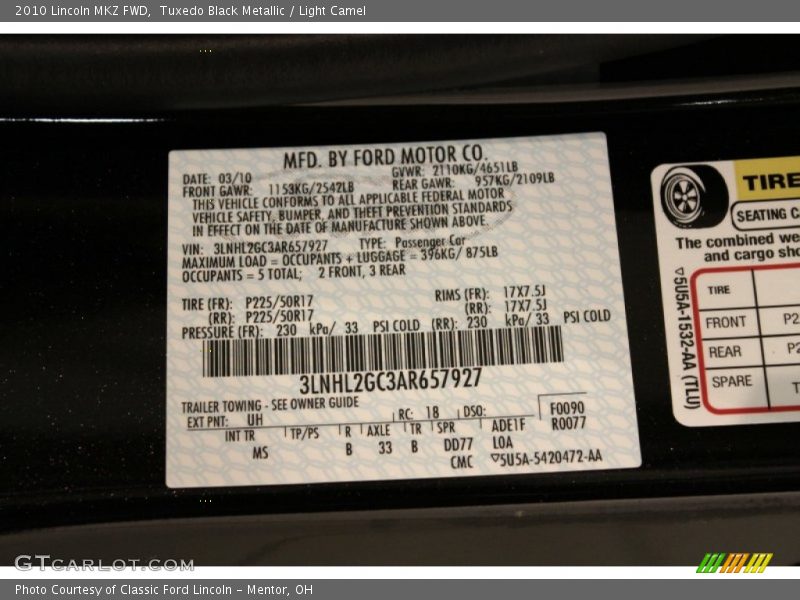 2010 Lincoln MKZ FWD, Tuxedo Black Metallic / Light Camel
MFD. BY FORD MOTOR CO.
DATE: 03/10 GVWR: 2110KG/4651LB
FRONT GAWR: 1153KG/2542LB REAR GAWR: 957KG/2109LB
THIS VEHICLE CONFORMS TO ALL APPLICABLE FEDERAL MOTOR
VEHICLE SAFETY, BUMPER, AND THEFT PREVENTION STANDARDS
IN EFFECT ON THE DATE OF MANUFACTURE SHOWN ABOVE.
VIN: 3LNHL2GC3AR657927 TYPE: Passenger Car
MAXIMUM LOAD = OCCUPANTS + LUGGAGE = 396KG/ 875LB
OCCUPANTS = 5 TOTAL; 2 FRONT, 3 REAR
TIRE (FR): P225/50R17 RIMS (FR): 17X7.5J
(RR): P225/50R17 (RR): 17X7.5J
PRESSURE (FR): 230 kPa/ 33 PSI COLD (RR): 230 kPa/ 33 PSI COLD
3LNHL2GC3AR657927
TRAILER TOWING - SEE OWNER GUIDE
EXT PNT: UH RC: 18 DSO: F0090
R0077
INT TR TP/PS R AXLE TR SPR ADE1F
MS B 33 B DD77 LOA
CMC ▽5U5A-5420472-AA
TIRE
SEATING C
The combined we
and cargo sho
TIRE
FRONT P2
REAR P2
SPARE T
▽5U5A-1532-AA (TLU)
GTCARLOT.COM
Photo Courtesy of Classic Ford Lincoln - Mentor, OH